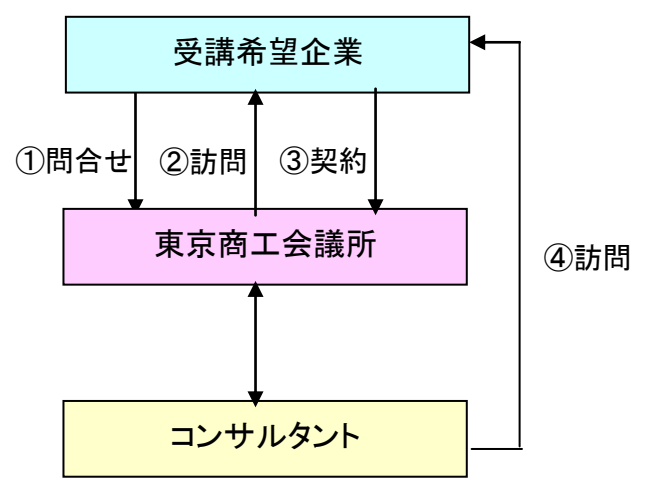 受講希望企業
①問合せ
②訪問
③契約
東京商工会議所
④訪問
コンサルタント